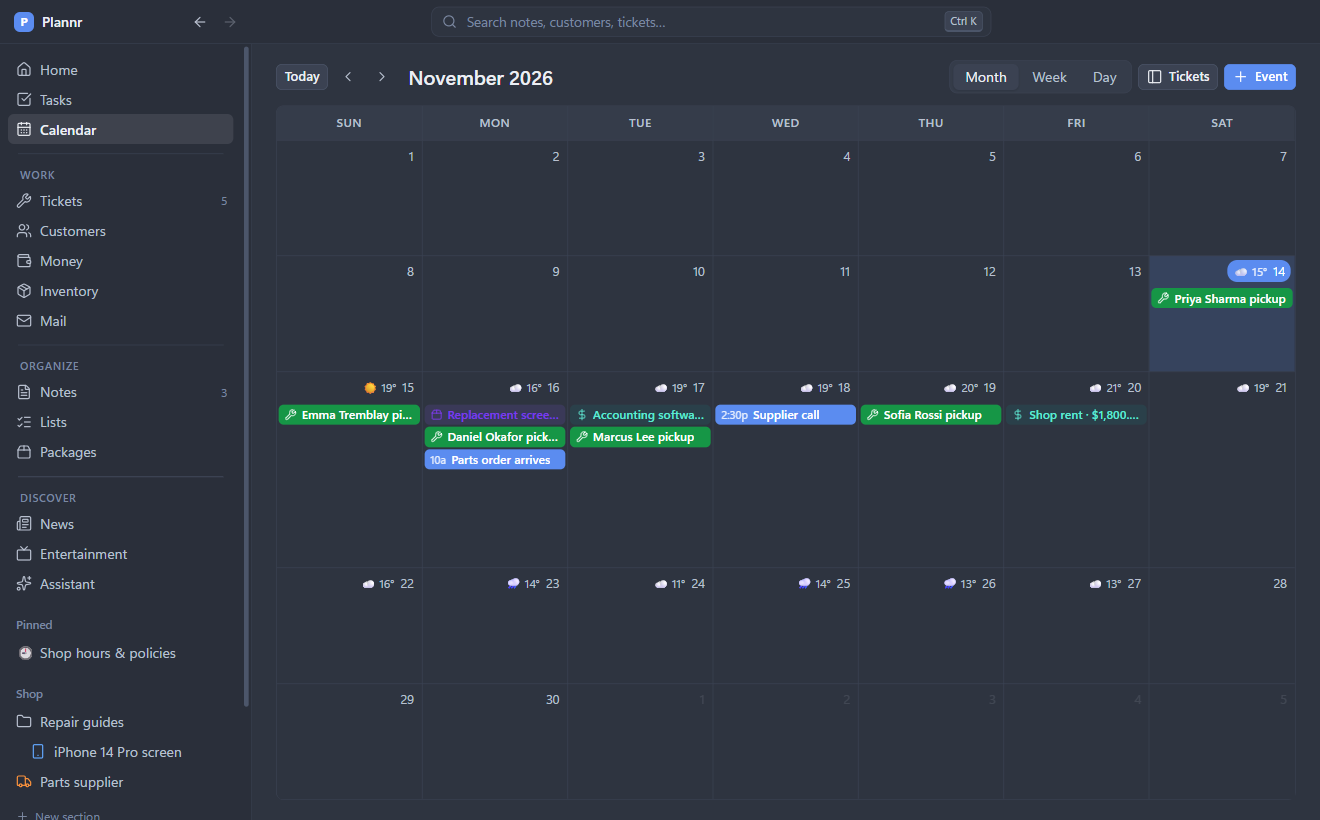 P Plannr
Search notes, customers, tickets...
Ctrl K
Home
Tasks
Calendar
WORK
Tickets 5
Customers
Money
Inventory
Mail
ORGANIZE
Notes 3
Lists
Packages
DISCOVER
News
Entertainment
Assistant
Pinned
Shop hours & policies
Shop
Repair guides
iPhone 14 Pro screen
Parts supplier
+ New section
Today
November 2026
Month Week Day
Tickets
+ Event
SUN MON TUE WED THU FRI SAT
1 2 3 4 5 6 7
8 9 10 11 12 13 15° 14
Priya Sharma pickup
19° 15 16° 16 19° 17 19° 18 20° 19 21° 20 19° 21
Emma Tremblay pi... Replacement scree... $ Accounting softwa... 2:30p Supplier call Sofia Rossi pickup $ Shop rent · $1,800....
Daniel Okafor pick... Marcus Lee pickup
10a Parts order arrives
16° 22 14° 23 11° 24 14° 25 13° 26 13° 27 28
29 30 1 2 3 4 5